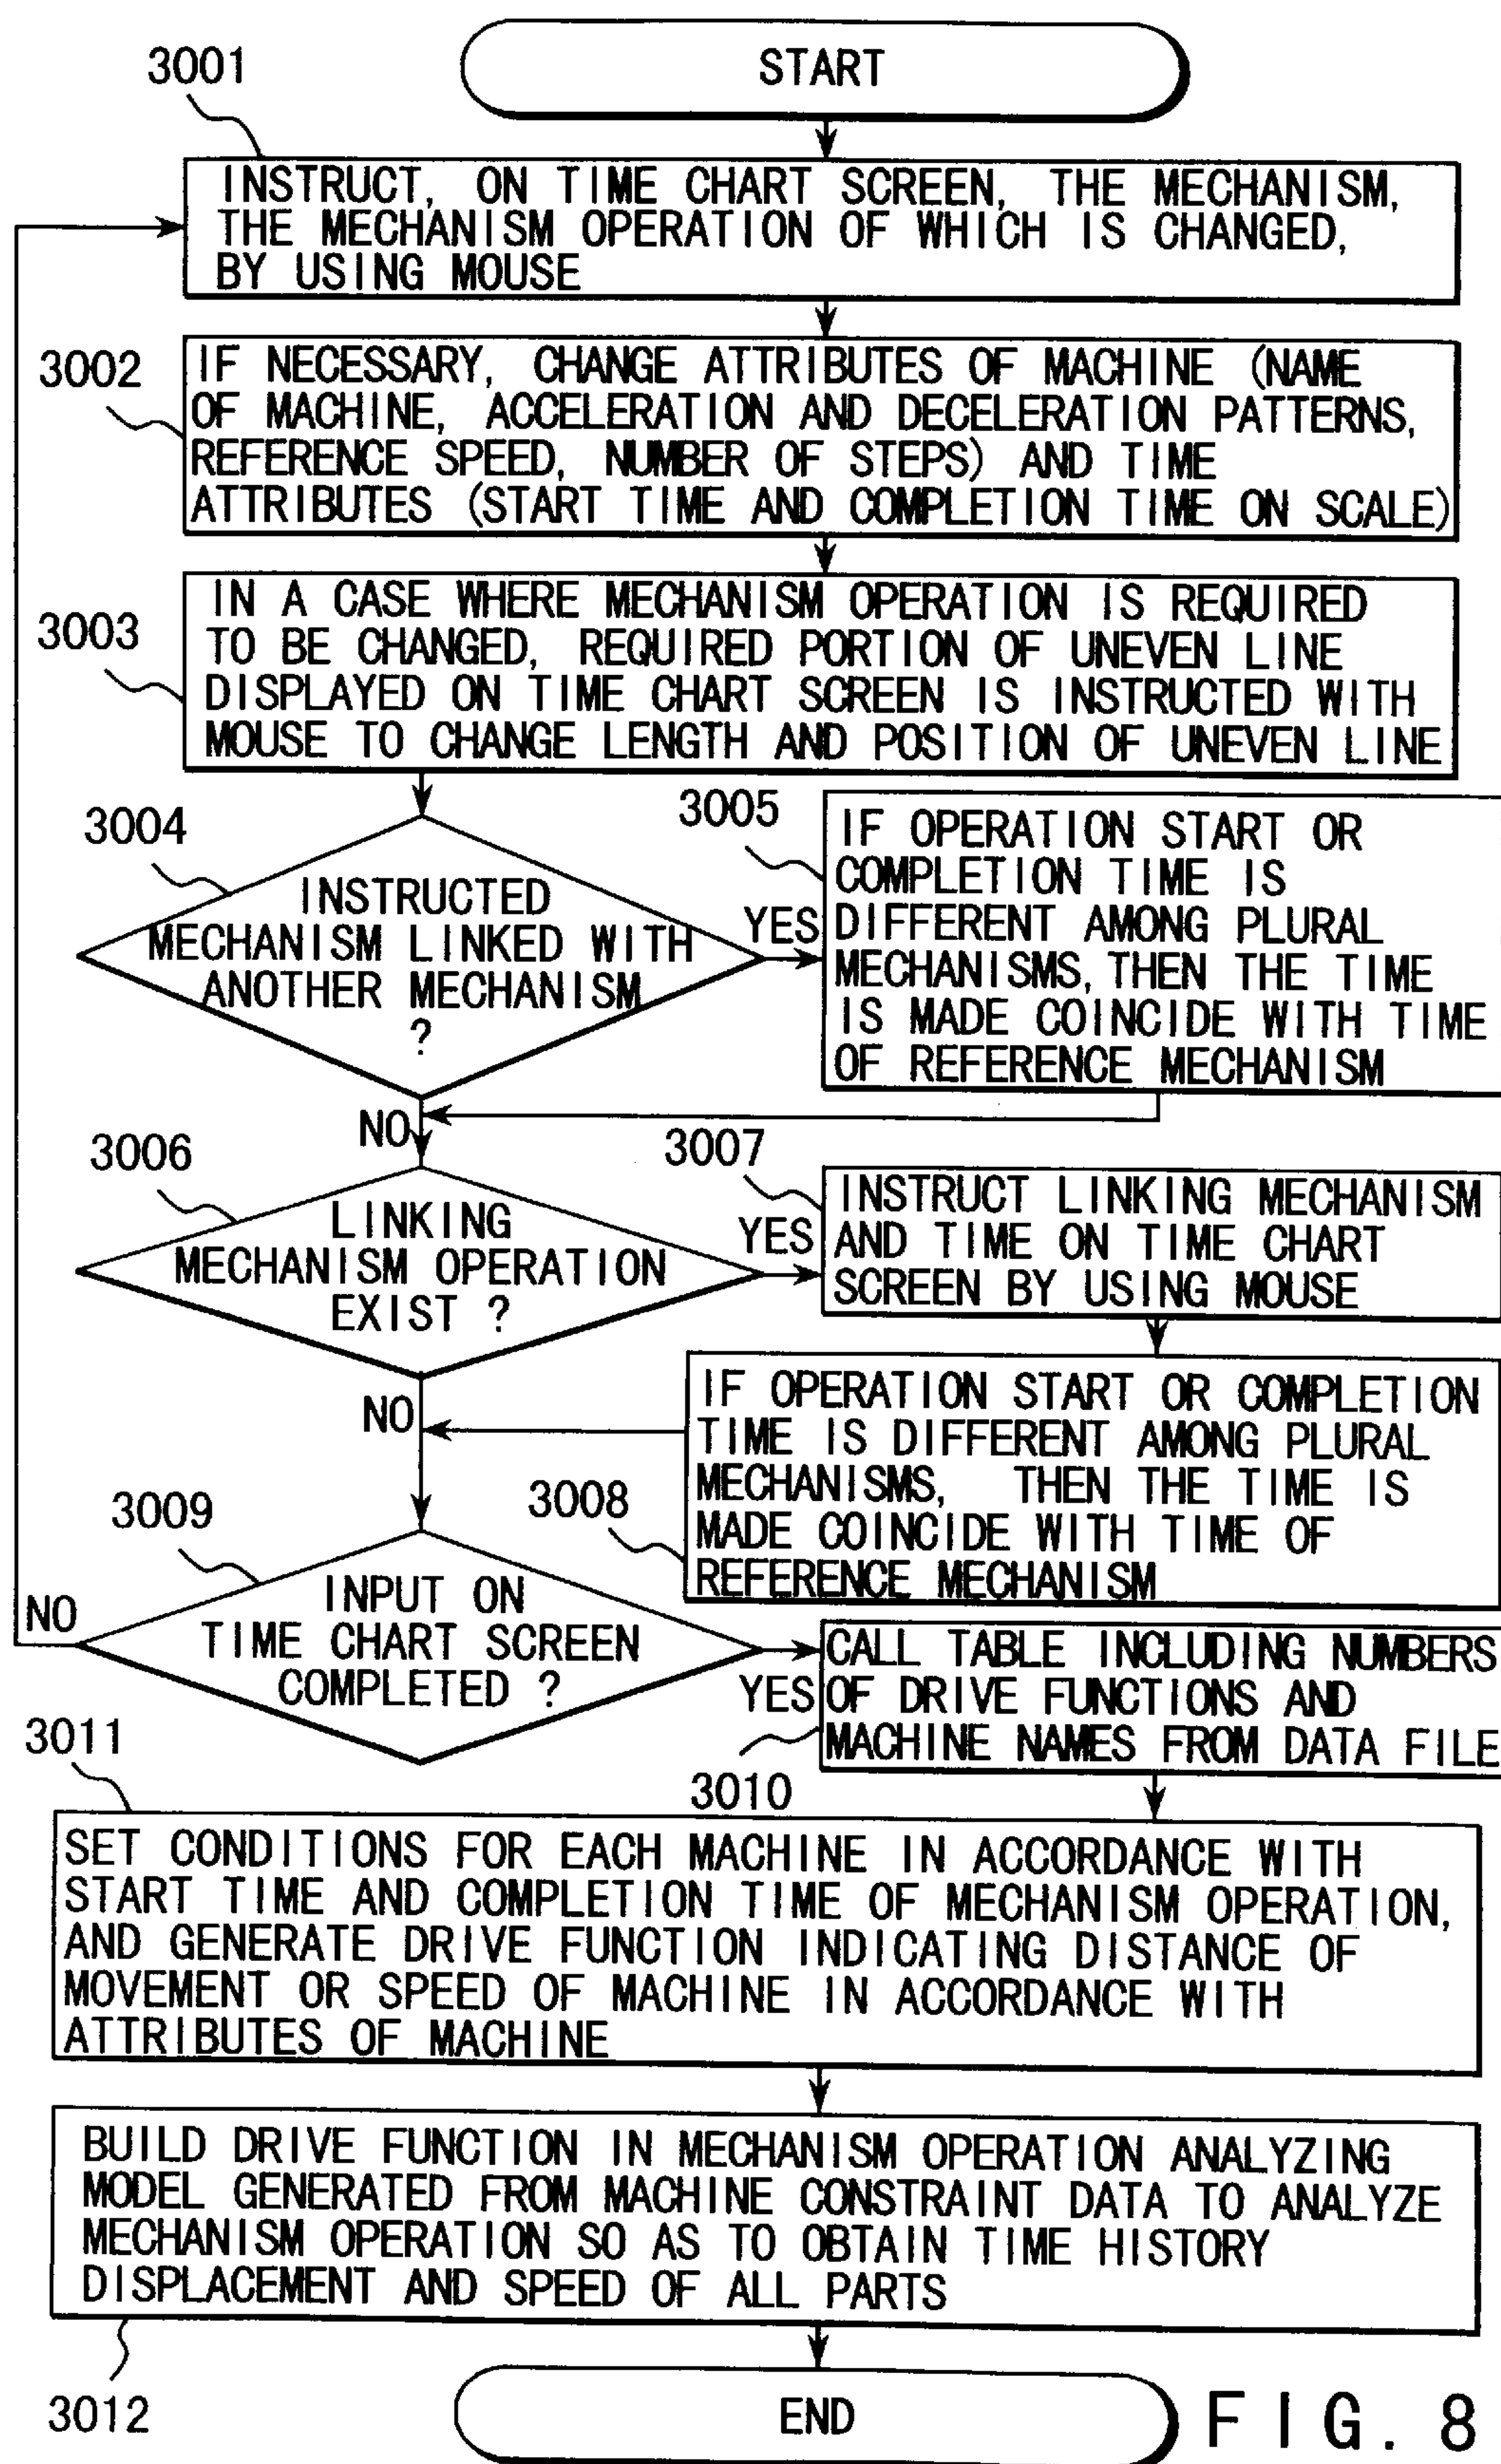 START
3001
INSTRUCT, ON TIME CHART SCREEN, THE MECHANISM,
THE MECHANISM OPERATION OF WHICH IS CHANGED,
BY USING MOUSE
3002
IF NECESSARY, CHANGE ATTRIBUTES OF MACHINE (NAME
OF MACHINE, ACCELERATION AND DECELERATION PATTERNS,
REFERENCE SPEED, NUMBER OF STEPS) AND TIME
ATTRIBUTES (START TIME AND COMPLETION TIME ON SCALE)
3003
IN A CASE WHERE MECHANISM OPERATION IS REQUIRED
TO BE CHANGED, REQUIRED PORTION OF UNEVEN LINE
DISPLAYED ON TIME CHART SCREEN IS INSTRUCTED WITH
MOUSE TO CHANGE LENGTH AND POSITION OF UNEVEN LINE
3004
INSTRUCTED
MECHANISM LINKED WITH
ANOTHER MECHANISM
?
YES
NO
3005
IF OPERATION START OR
COMPLETION TIME IS
DIFFERENT AMONG PLURAL
MECHANISMS, THEN THE TIME
IS MADE COINCIDE WITH TIME
OF REFERENCE MECHANISM
3006
LINKING
MECHANISM OPERATION
EXIST ?
YES
NO
3007
INSTRUCT LINKING MECHANISM
AND TIME ON TIME CHART
SCREEN BY USING MOUSE
3008
IF OPERATION START OR COMPLETION
TIME IS DIFFERENT AMONG PLURAL
MECHANISMS, THEN THE TIME IS
MADE COINCIDE WITH TIME OF
REFERENCE MECHANISM
3009
INPUT ON
TIME CHART SCREEN
COMPLETED ?
NO
YES
CALL TABLE INCLUDING NUMBERS
OF DRIVE FUNCTIONS AND
MACHINE NAMES FROM DATA FILE
3010
3011
SET CONDITIONS FOR EACH MACHINE IN ACCORDANCE WITH
START TIME AND COMPLETION TIME OF MECHANISM OPERATION,
AND GENERATE DRIVE FUNCTION INDICATING DISTANCE OF
MOVEMENT OR SPEED OF MACHINE IN ACCORDANCE WITH
ATTRIBUTES OF MACHINE
BUILD DRIVE FUNCTION IN MECHANISM OPERATION ANALYZING
MODEL GENERATED FROM MACHINE CONSTRAINT DATA TO ANALYZE
MECHANISM OPERATION SO AS TO OBTAIN TIME HISTORY
DISPLACEMENT AND SPEED OF ALL PARTS
3012
END
FIG. 8